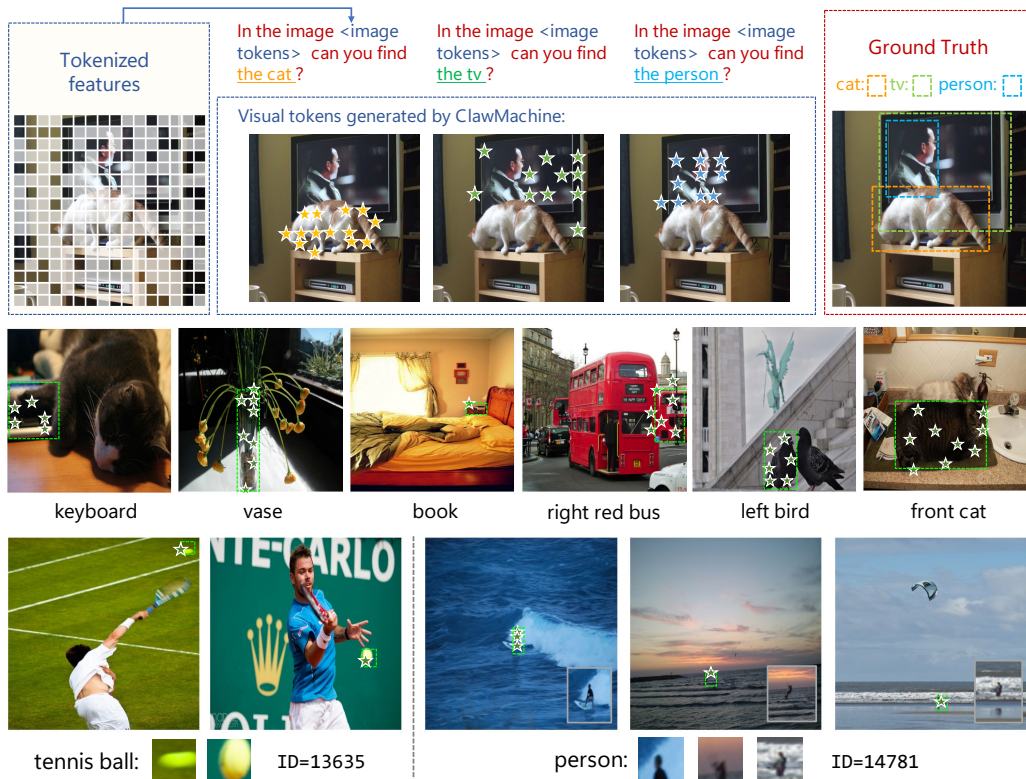 Tokenized
features
In the image <image
tokens> can you find
the cat ?
In the image <image
tokens> can you find
the tv ?
In the image <image
tokens> can you find
the person ?
Ground Truth
cat: tv: person:
Visual tokens generated by ClawMachine:
keyboard
vase
book
right red bus
left bird
front cat
NTE-CARLO
tennis ball:
ID=13635
person:
ID=14781